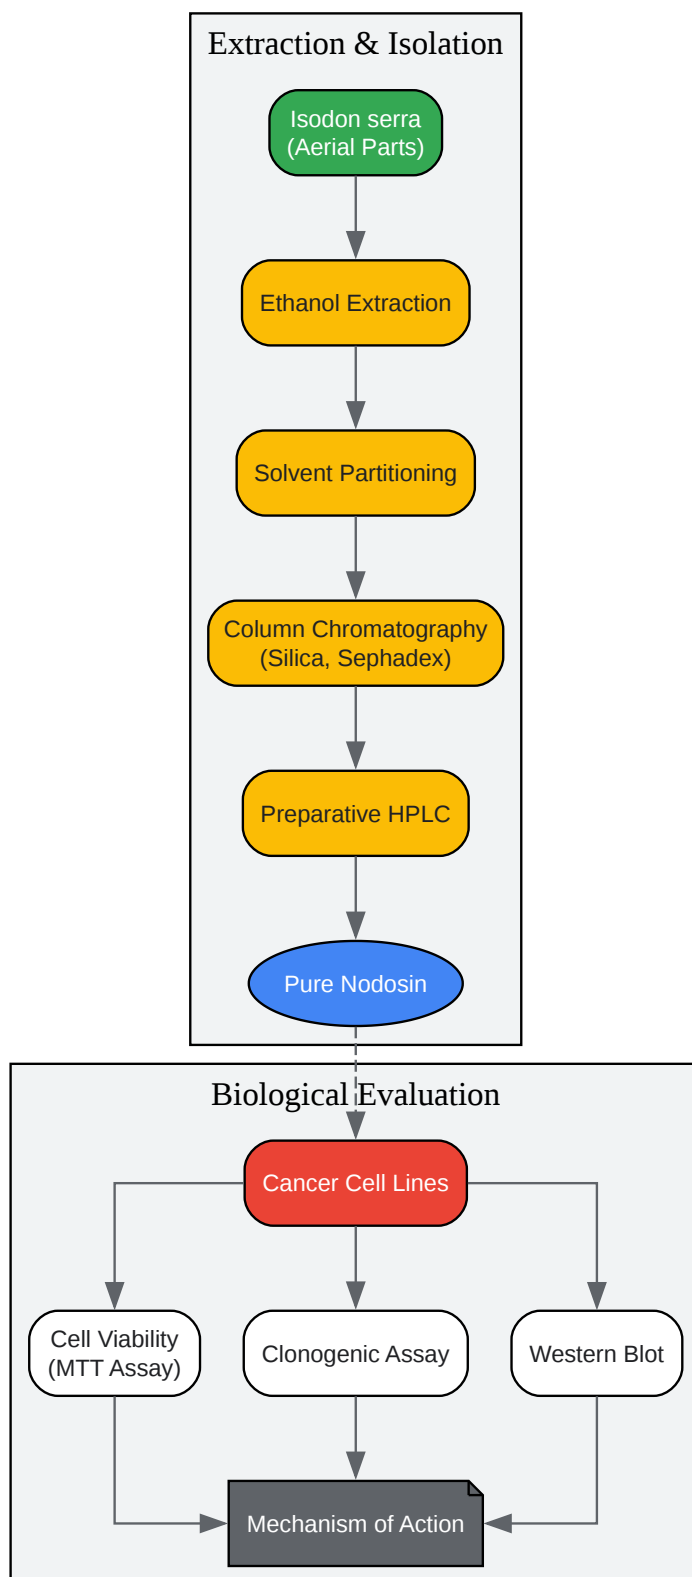 Extraction & Isolation
Isodon serra
(Aerial Parts)
Ethanol Extraction
Solvent Partitioning
Column Chromatography
(Silica, Sephadex)
Preparative HPLC
Pure Nodosin
Biological Evaluation
Cancer Cell Lines
Cell Viability
(MTT Assay)
Clonogenic Assay
Western Blot
Mechanism of Action